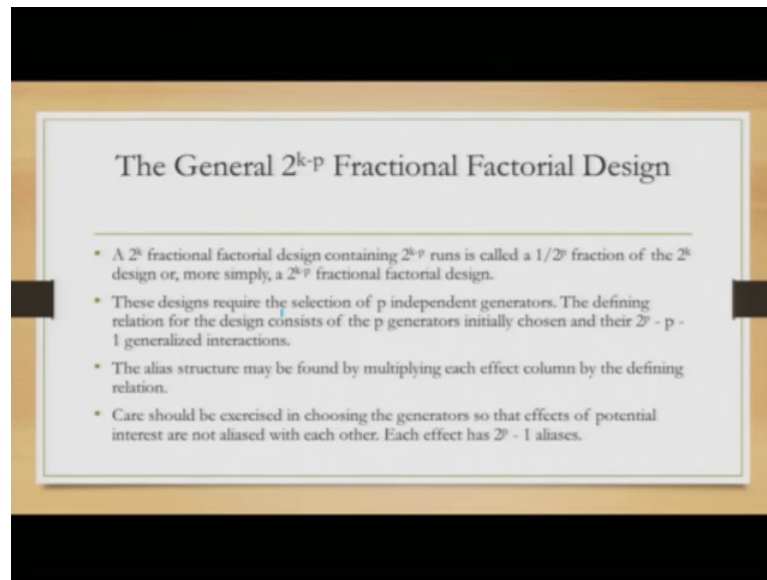 The General 2ᵏ⁻ᵖ Fractional Factorial Design
• A 2ᵏ fractional factorial design containing 2ᵏ⁻ᵖ runs is called a 1/2ᵖ fraction of the 2ᵏ
design or, more simply, a 2ᵏ⁻ᵖ fractional factorial design.
• These designs require the selection of p independent generators. The defining
relation for the design consists of the p generators initially chosen and their 2ᵖ - p -
1 generalized interactions.
• The alias structure may be found by multiplying each effect column by the defining
relation.
• Care should be exercised in choosing the generators so that effects of potential
interest are not aliased with each other. Each effect has 2ᵖ - 1 aliases.